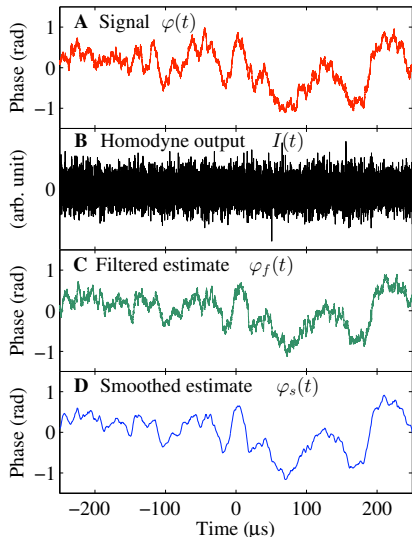 A Signal φ(t)
Phase (rad)
1
0
−1
B Homodyne output I(t)
(arb. unit)
0
C Filtered estimate φ_f(t)
Phase (rad)
1
0
−1
D Smoothed estimate φ_s(t)
Phase (rad)
1
0
−1
−200 −100 0 100 200
Time (μs)